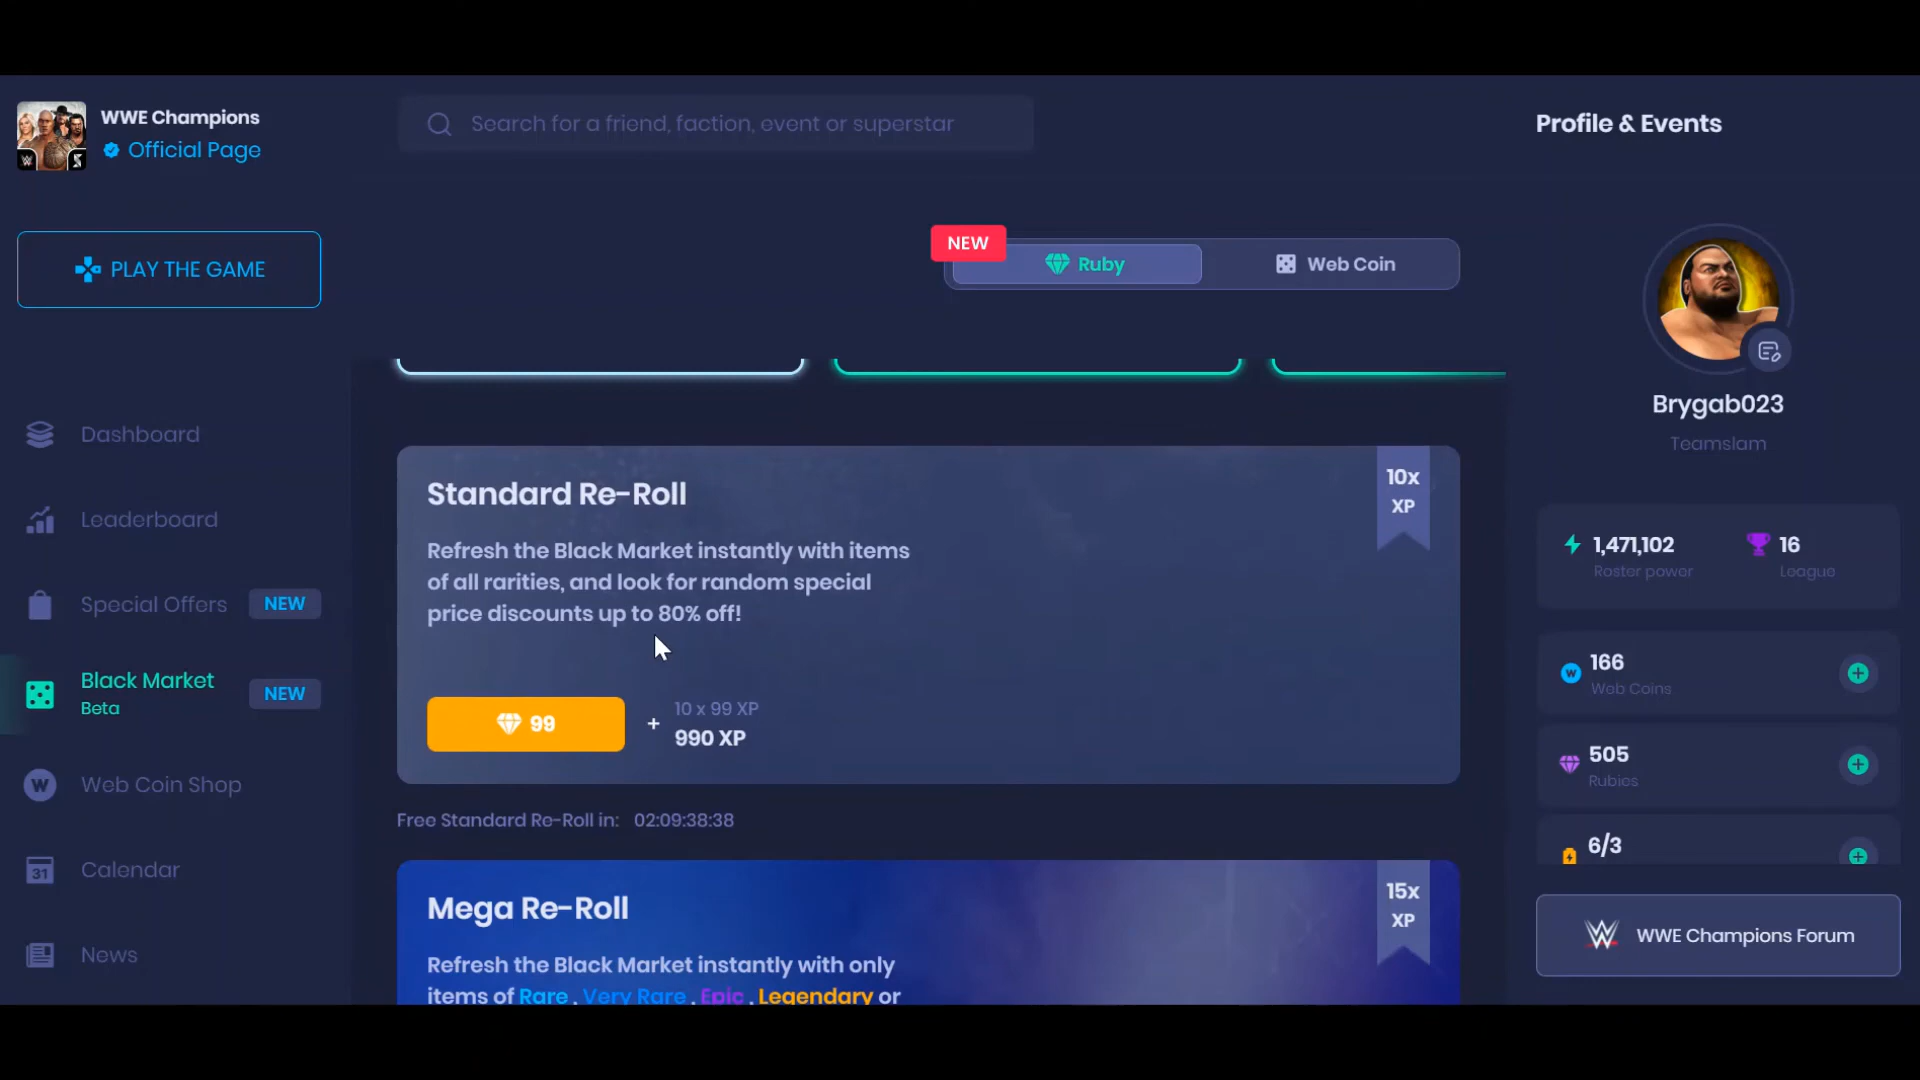 WWE Champions
Official Page
Search for a friend, faction, event or superstar
Profile & Events
PLAY THE GAME
NEW
Ruby
Web Coin
Dashboard
Leaderboard
Special Offers
NEW
Black Market
Beta
NEW
W
Web Coin Shop
31
Calendar
News
Standard Re-Roll
10x
XP
Refresh the Black Market instantly with items
of all rarities, and look for random special
price discounts up to 80% off!
99
+
10 x 99 XP
990 XP
Free Standard Re-Roll in: 02:09:38:38
Mega Re-Roll
15x
XP
Refresh the Black Market instantly with only
items of Rare , Very Rare , Epic , Legendary or
Brygab023
Teamslam
1,471,102
Roster power
16
League
W
166
Web Coins
505
Rubies
6/3
WWE Champions Forum